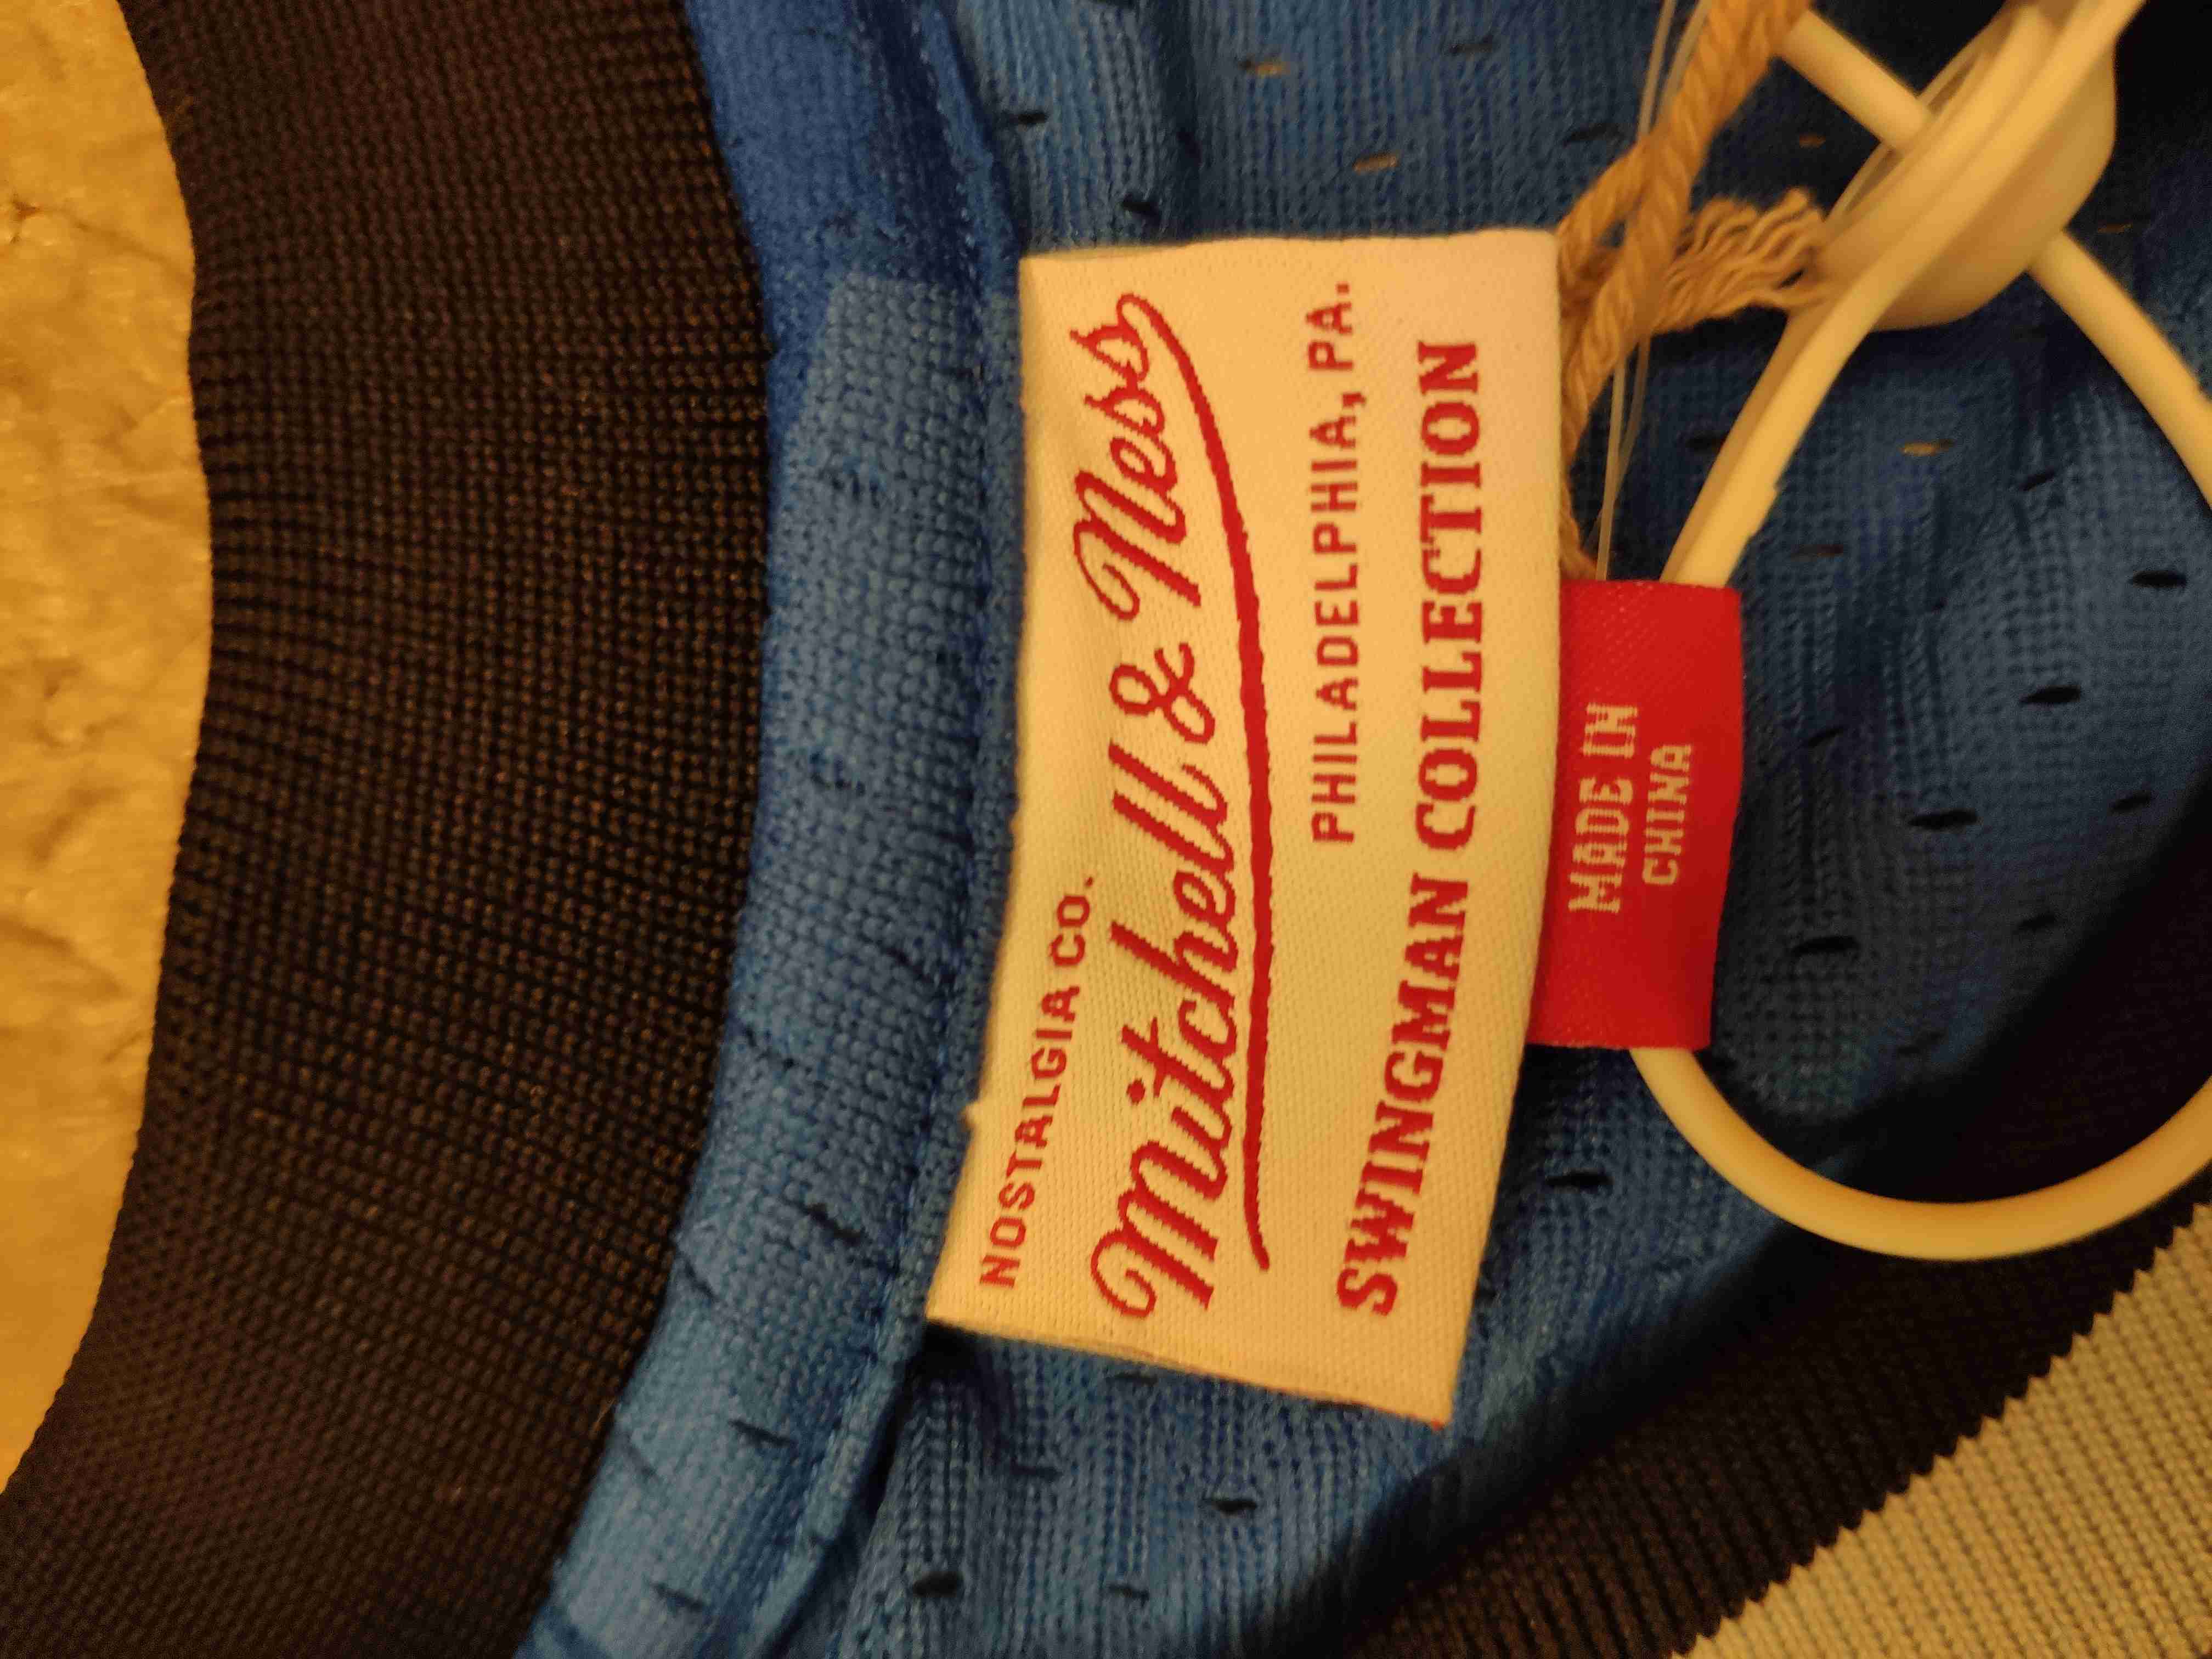 NOSTALGIA CO.
Mitchell & Ness
PHILADELPHIA, PA.
SWINGMAN COLLECTION
MADE IN
CHINA